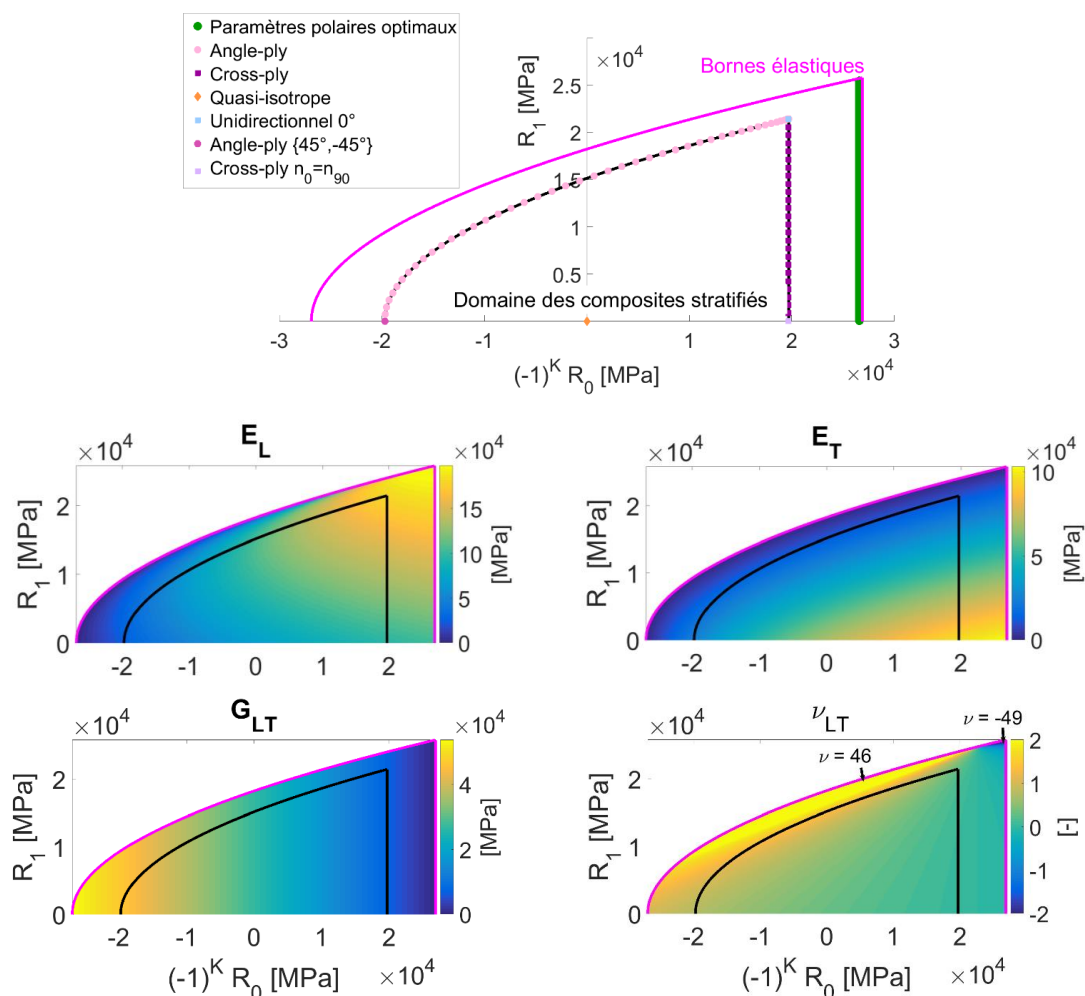 Paramètres polaires optimaux
Angle-ply
Cross-ply
Quasi-isotrope
Unidirectionnel 0°
Angle-ply {45°,-45°}
Cross-ply n0=n90
×10^4
Bornes élastiques
R1 [MPa]
2.5
2
1.5
1
0.5
Domaine des composites stratifiés
-3 -2 -1 0 1 2 3
(-1)^K R0 [MPa]
×10^4
×10^4
EL
×10^4
R1 [MPa]
2
1
0
-2 -1 0 1 2
15
10
5
0
[MPa]
×10^4
ET
×10^4
R1 [MPa]
2
1
0
-2 -1 0 1 2
10
5
0
[MPa]
×10^4
GLT
×10^4
R1 [MPa]
2
1
0
-2 -1 0 1 2
(-1)^K R0 [MPa]
×10^4
4
2
0
[MPa]
×10^4
νLT
ν = -49
ν = 46
R1 [MPa]
2
1
0
-2 -1 0 1 2
(-1)^K R0 [MPa]
×10^4
2
1
0
-1
-2
[-]